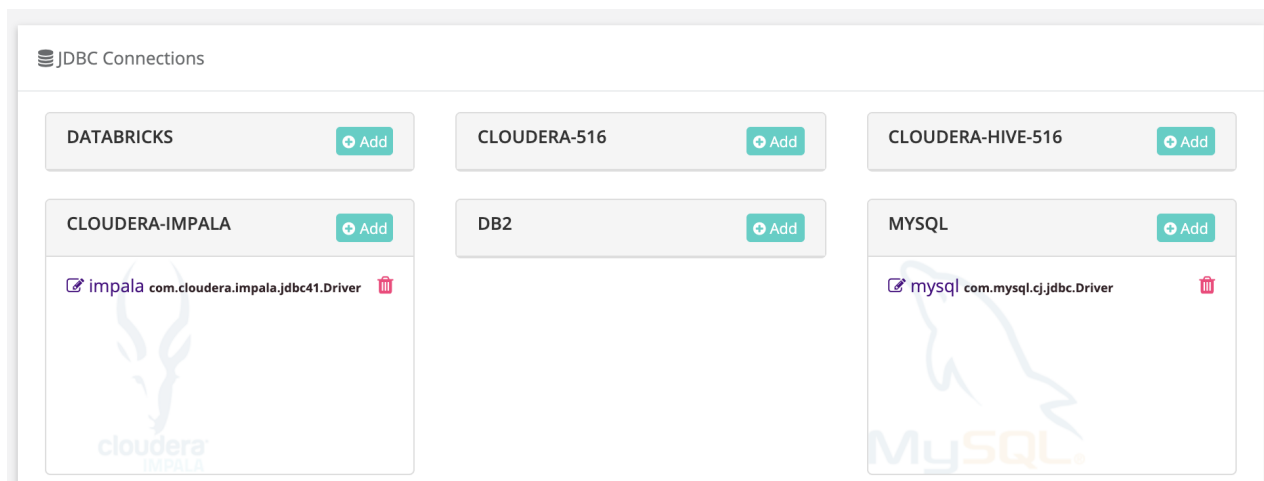 JDBC Connections
DATABRICKS
Add
CLOUDERA-516
Add
CLOUDERA-HIVE-516
Add
CLOUDERA-IMPALA
Add
impala com.cloudera.impala.jdbc41.Driver
cloudera
IMPALA
DB2
Add
MYSQL
Add
mysql com.mysql.cj.jdbc.Driver
MySQL.